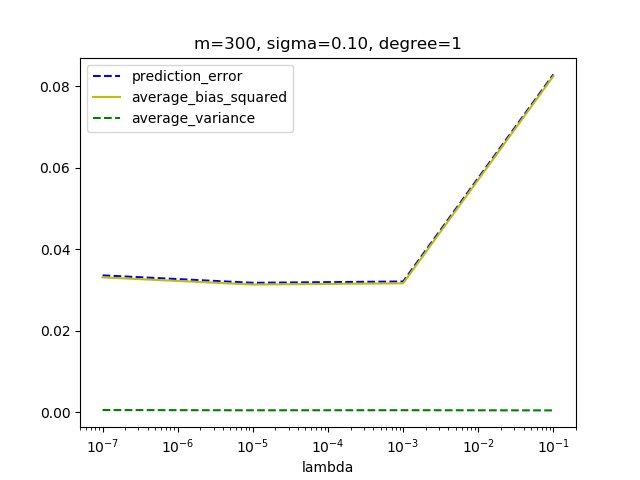 m=300, sigma=0.10, degree=1
prediction_error
average_bias_squared
average_variance
0.08
0.06
0.04
0.02
0.00
10⁻⁷ 10⁻⁶ 10⁻⁵ 10⁻⁴ 10⁻³ 10⁻² 10⁻¹
lambda